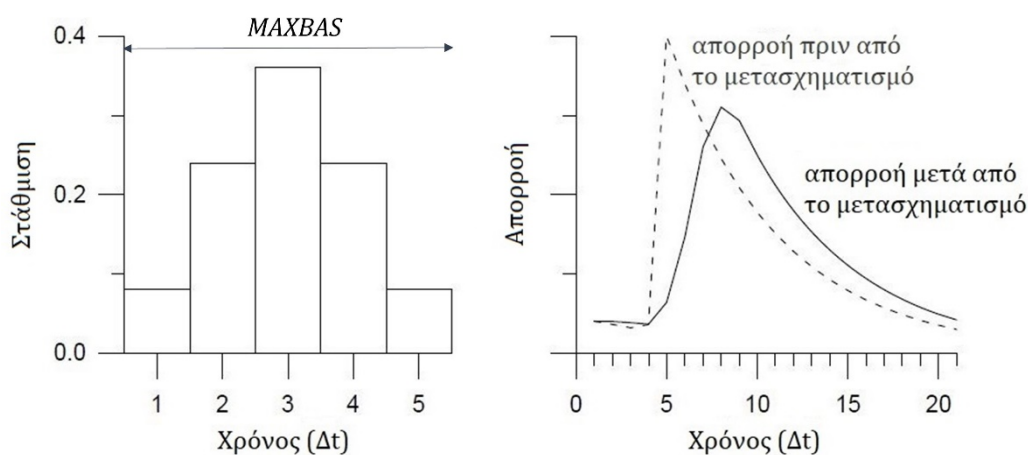 MAXBAS
0.4
0.2
0.0
Στάθμιση
1 2 3 4 5
Χρόνος (Δt)
απορροή πριν από
το μετασχηματισμό
απορροή μετά από
το μετασχηματισμό
Απορροή
0 5 10 15 20
Χρόνος (Δt)